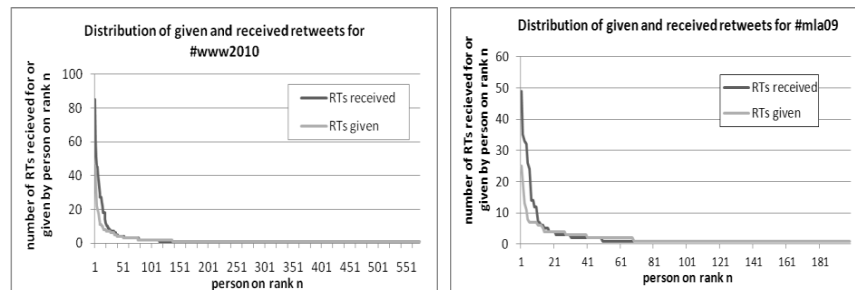 Distribution of given and received retweets for
#www2010
number of RTs recieved for or
given by person on rank n
100
80
60
40
20
0
RTs received
RTs given
1 51 101 151 201 251 301 351 401 451 501 551
person on rank n
Distribution of given and received retweets for #mla09
number of RTs recieved for or
given by person on rank n
60
50
40
30
20
10
0
RTs received
RTs given
1 21 41 61 81 101 121 141 161 181
person on rank n